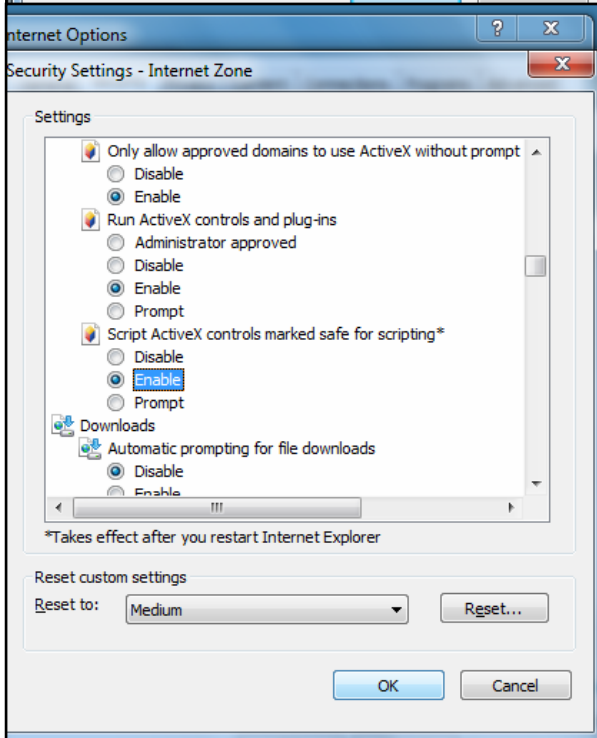 nternet Options
Security Settings - Internet Zone
Settings
Only allow approved domains to use ActiveX without prompt
Disable
Enable
Run ActiveX controls and plug-ins
Administrator approved
Disable
Enable
Prompt
Script ActiveX controls marked safe for scripting*
Disable
Enable
Prompt
Downloads
Automatic prompting for file downloads
Disable
Enable
*Takes effect after you restart Internet Explorer
Reset custom settings
Reset to:
Medium
Reset...
OK
Cancel